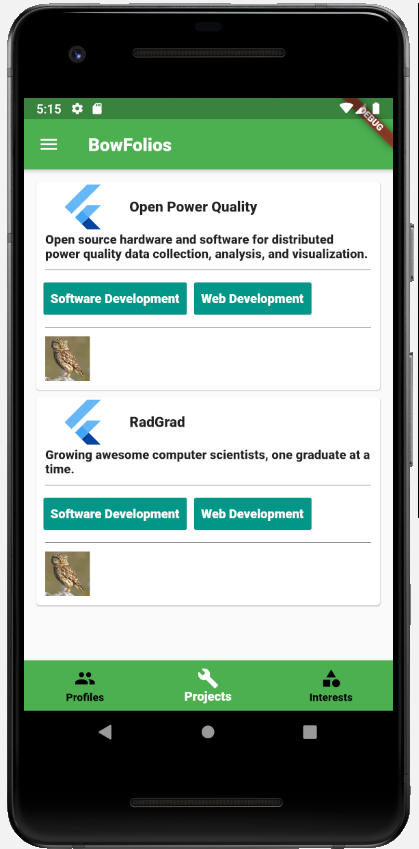 5:15
DEBUG
BowFolios
Open Power Quality
Open source hardware and software for distributed
power quality data collection, analysis, and visualization.
Software Development Web Development
RadGrad
Growing awesome computer scientists, one graduate at a
time.
Software Development Web Development
Profiles Projects Interests